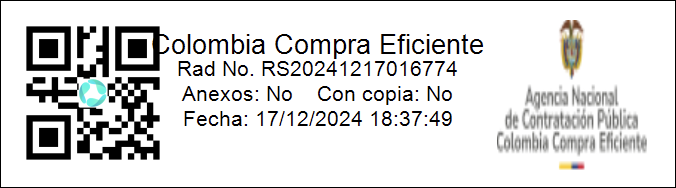 Colombia Compra Eficiente
Rad No. RS20241217016774
Anexos: No    Con copia: No
Fecha: 17/12/2024 18:37:49
Agencia Nacional
de Contratación Pública
Colombia Compra Eficiente